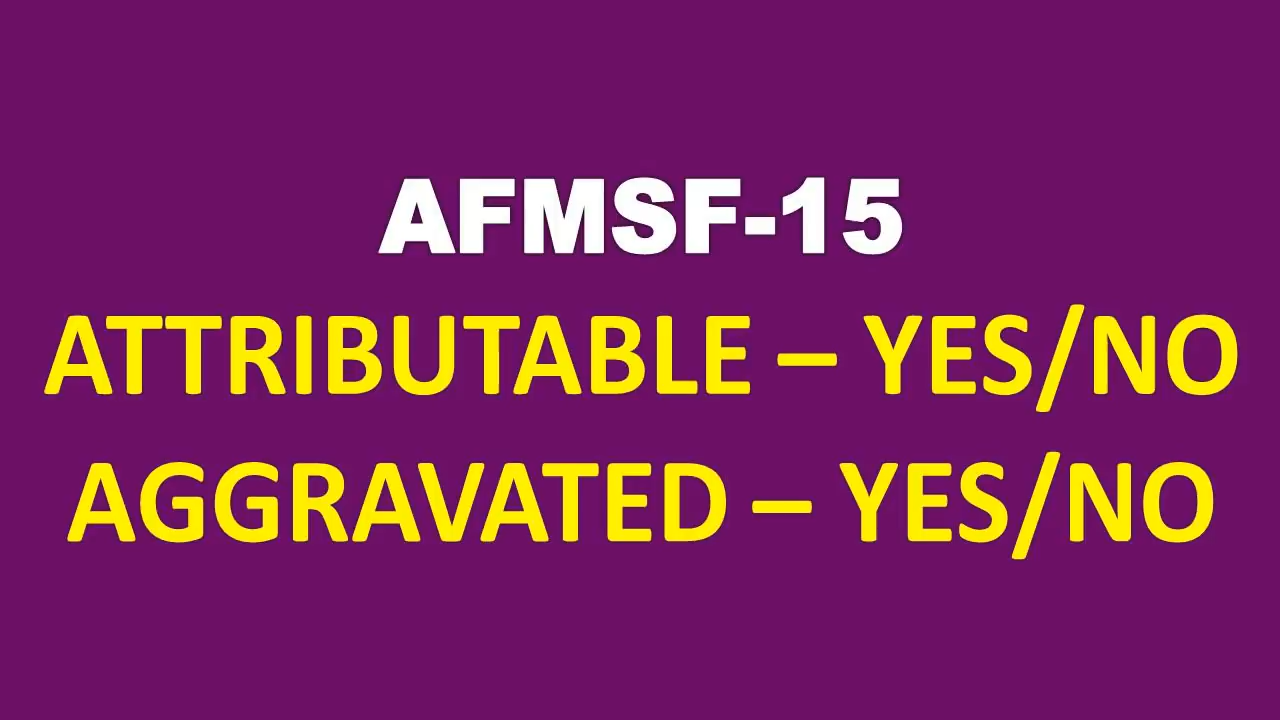 AFMSF-15
ATTRIBUTABLE – YES/NO
AGGRAVATED – YES/NO